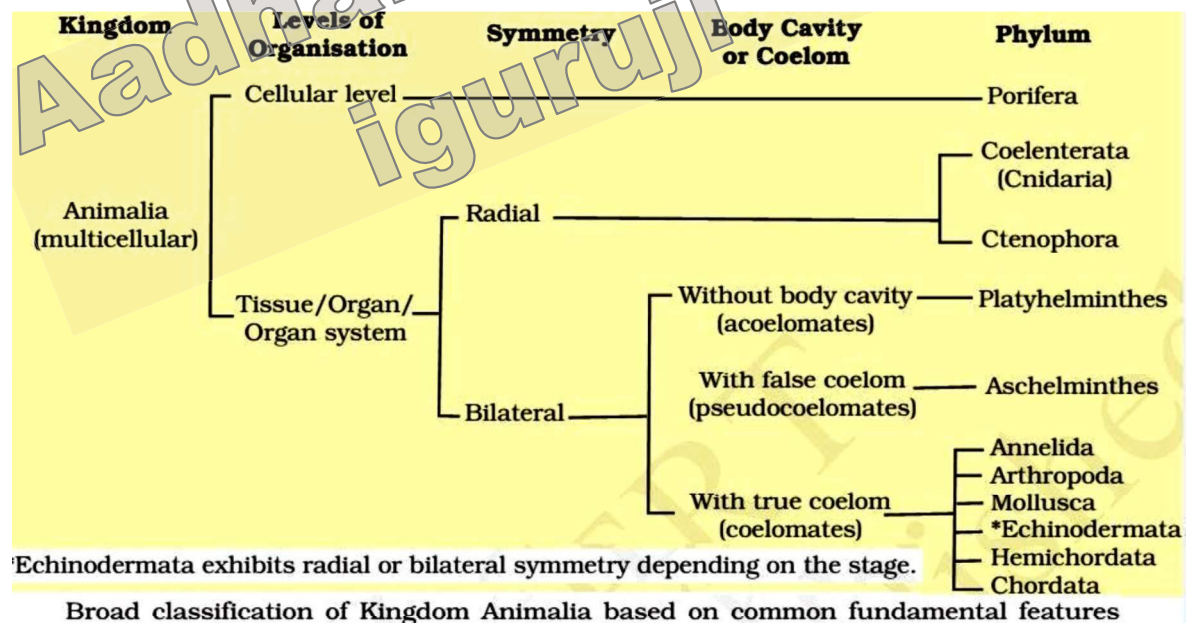 Kingdom
Levels of
Organisation
Symmetry
Body Cavity
or Coelom
Phylum
Cellular level
Porifera
Coelenterata
(Cnidaria)
Animalia
(multicellular)
Radial
Ctenophora
Tissue/Organ/
Organ system
Without body cavity
(acoelomates)
Platyhelminthes
With false coelom
(pseudocoelomates)
Aschelminthes
Bilateral
With true coelom
(coelomates)
Annelida
Arthropoda
Mollusca
*Echinodermata
Hemichordata
Chordata
*Echinodermata exhibits radial or bilateral symmetry depending on the stage.
Broad classification of Kingdom Animalia based on common fundamental features
iguruji